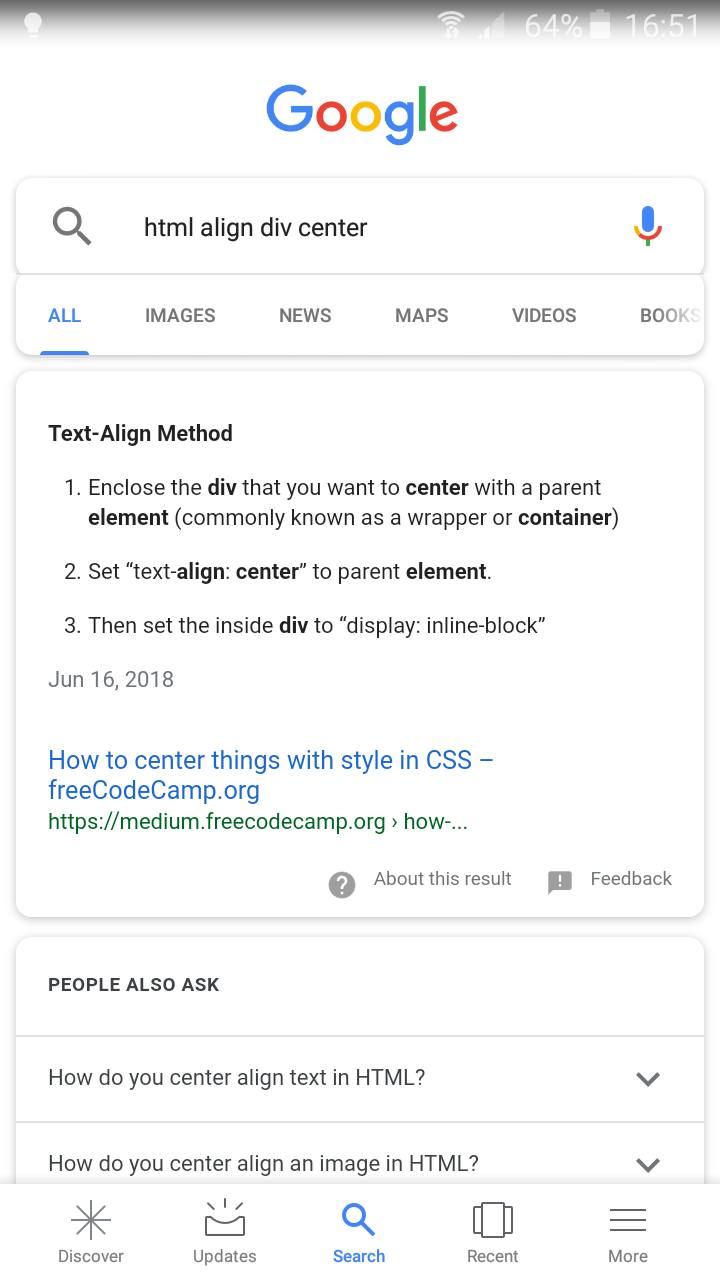 64% 16:51
Google
html align div center
ALL IMAGES NEWS MAPS VIDEOS BOOKS
Text-Align Method
1. Enclose the div that you want to center with a parent
element (commonly known as a wrapper or container)
2. Set “text-align: center” to parent element.
3. Then set the inside div to “display: inline-block”
Jun 16, 2018
How to center things with style in CSS –
freeCodeCamp.org
https://medium.freecodecamp.org › how-...
About this result Feedback
PEOPLE ALSO ASK
How do you center align text in HTML?
How do you center align an image in HTML?
Discover Updates Search Recent More